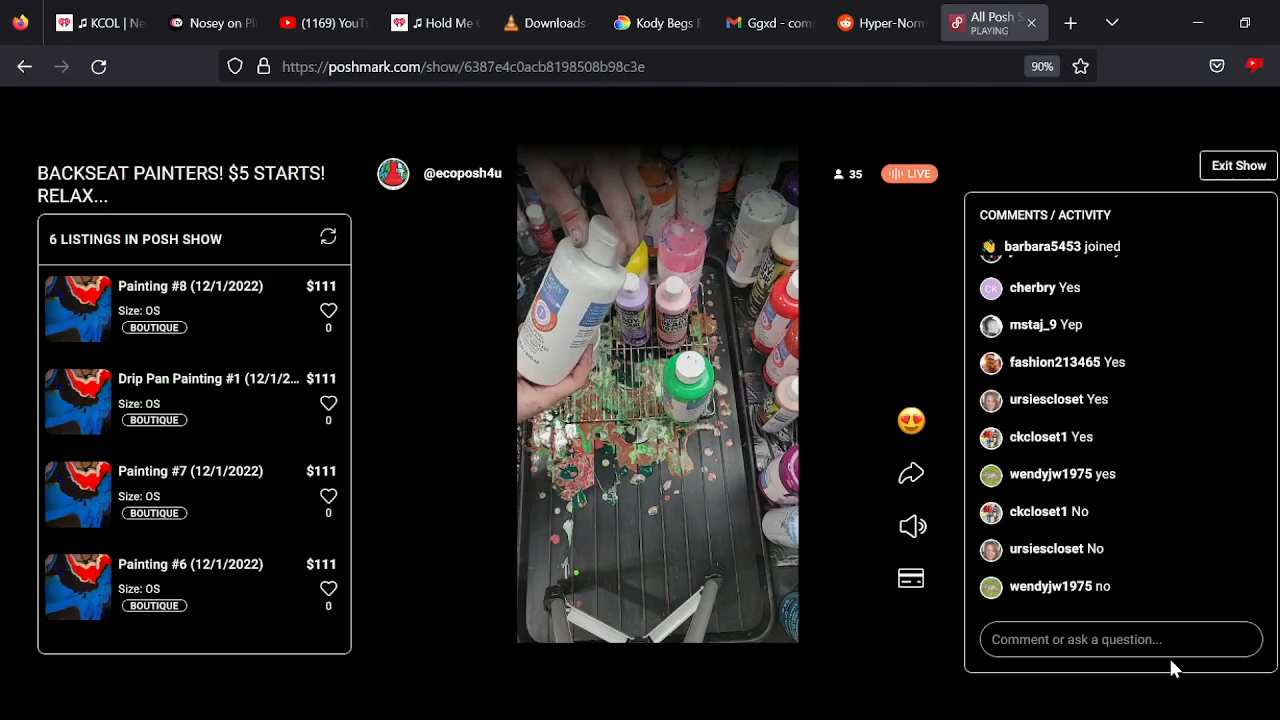 ♫ KCOL | Ne
Nosey on Pl
(1169) YouT
♫ Hold Me C
Downloads
Kody Begs F
Ggxd - com
Hyper-Norm
All Posh S
PLAYING
https://poshmark.com/show/6387e4c0acb8198508b98c3e
90%
BACKSEAT PAINTERS! $5 STARTS!
RELAX...
@ecoposh4u
35
LIVE
Exit Show
6 LISTINGS IN POSH SHOW
Painting #8 (12/1/2022) $111
Size: OS
BOUTIQUE
0
Drip Pan Painting #1 (12/1/2... $111
Size: OS
BOUTIQUE
0
Painting #7 (12/1/2022) $111
Size: OS
BOUTIQUE
0
Painting #6 (12/1/2022) $111
Size: OS
BOUTIQUE
0
COMMENTS / ACTIVITY
barbara5453 joined
CK cherbry Yes
mstaj_9 Yep
fashion213465 Yes
ursiescloset Yes
ckcloset1 Yes
wendyjw1975 yes
ckcloset1 No
ursiescloset No
wendyjw1975 no
Comment or ask a question...